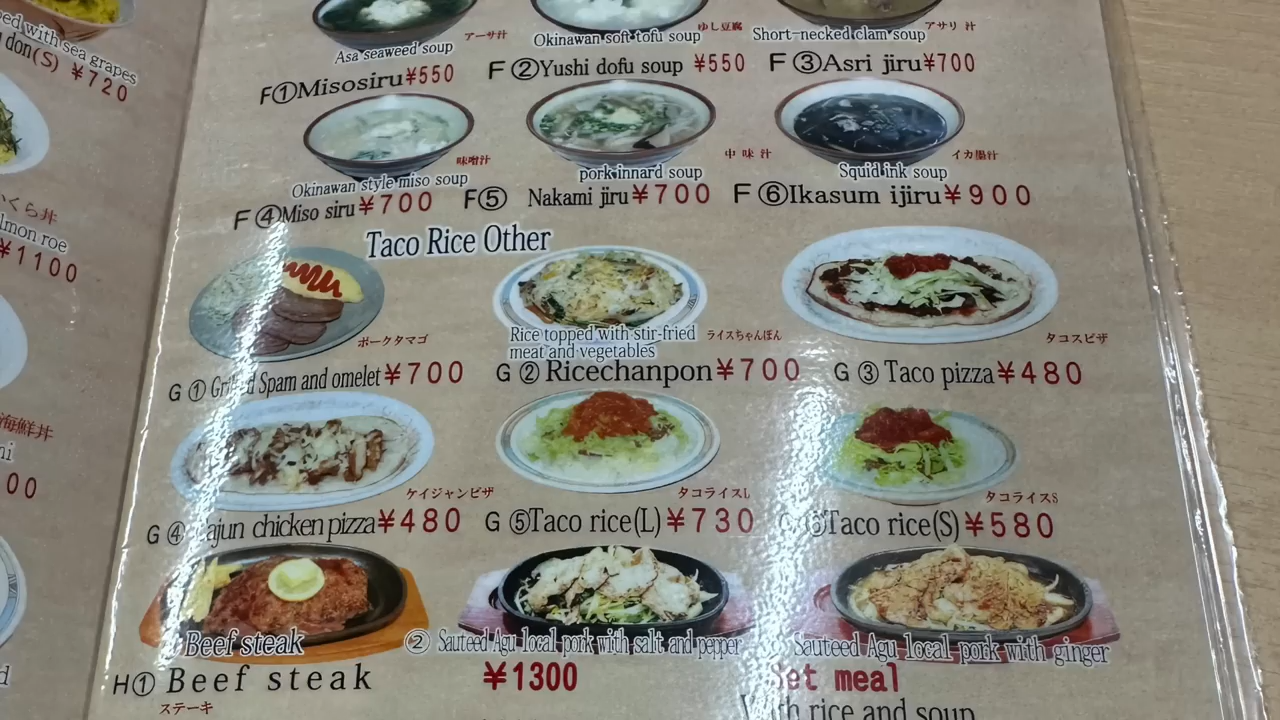 ped with sea grapes
don(S) ¥720
くら丼
lmon roe
¥1100
海鮮丼
00
アーサ汁
Asa seaweed soup
F①Misosiru¥550
ゆし豆腐
Okinawan soft tofu soup
F②Yushi dofu soup ¥550
アサリ 汁
Short-necked clam soup
F③Asri jiru¥700
味噌汁
Okinawan style miso soup
F④Miso siru¥700
中味汁
pork innard soup
F⑤ Nakami jiru¥700
イカ墨汁
Squid ink soup
F⑥Ikasum ijiru¥900
Taco Rice Other
ポークタマゴ
G① Grilled Spam and omelet¥700
Rice topped with stir-fried
meat and vegetables
ライスちゃんぽん
G② Ricechanpon¥700
タコスピザ
G③ Taco pizza¥480
ケイジャンピザ
G④ Cajun chicken pizza¥480
タコライスL
G⑤Taco rice(L)¥730
タコライスS
G⑥Taco rice(S)¥580
Beef steak
H① Beef steak
ステーキ
② Sauteed Agu local pork with salt and pepper
¥1300
Sauteed Agu local pork with ginger
Set meal
With rice and soup